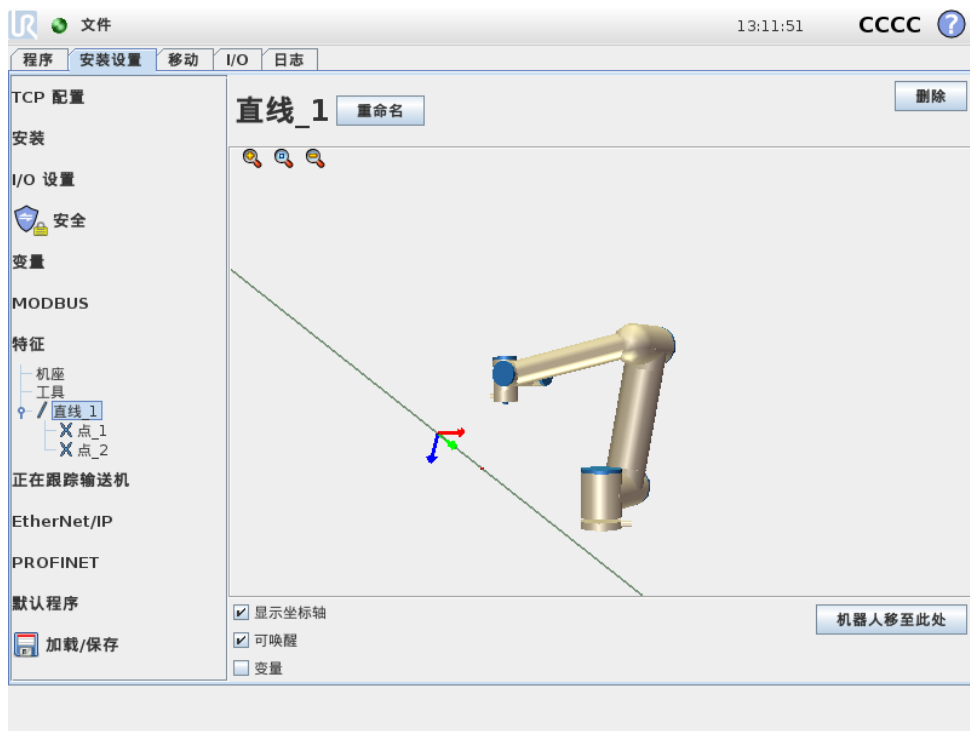 UR 文件 13:11:51 CCCC ?
程序 安装设置 移动 I/O 日志
TCP 配置
安装
I/O 设置
安全
变量
MODBUS
特征
机座
工具
直线_1
点_1
点_2
正在跟踪输送机
EtherNet/IP
PROFINET
默认程序
加载/保存
直线_1 重命名 删除
显示坐标轴
可唤醒
变量
机器人移至此处